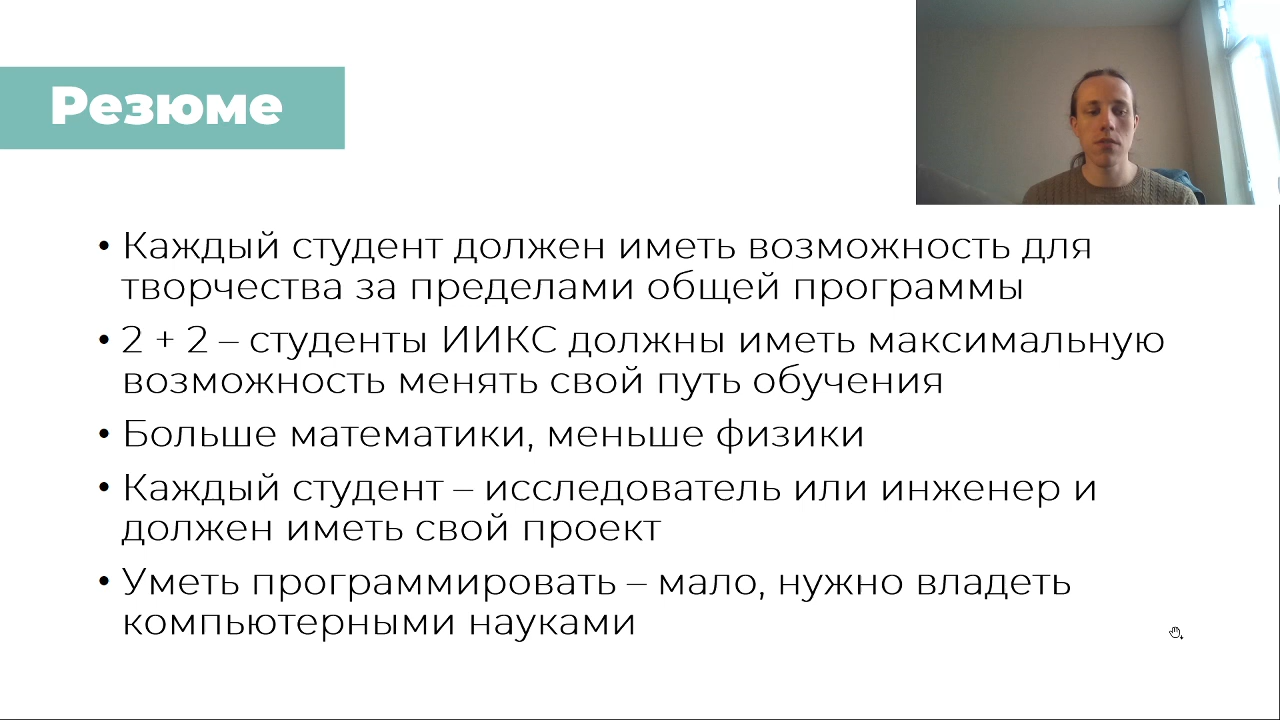 Резюме
• Каждый студент должен иметь возможность для
творчества за пределами общей программы
• 2 + 2 – студенты ИИКС должны иметь максимальную
возможность менять свой путь обучения
• Больше математики, меньше физики
• Каждый студент – исследователь или инженер и
должен иметь свой проект
• Уметь программировать – мало, нужно владеть
компьютерными науками